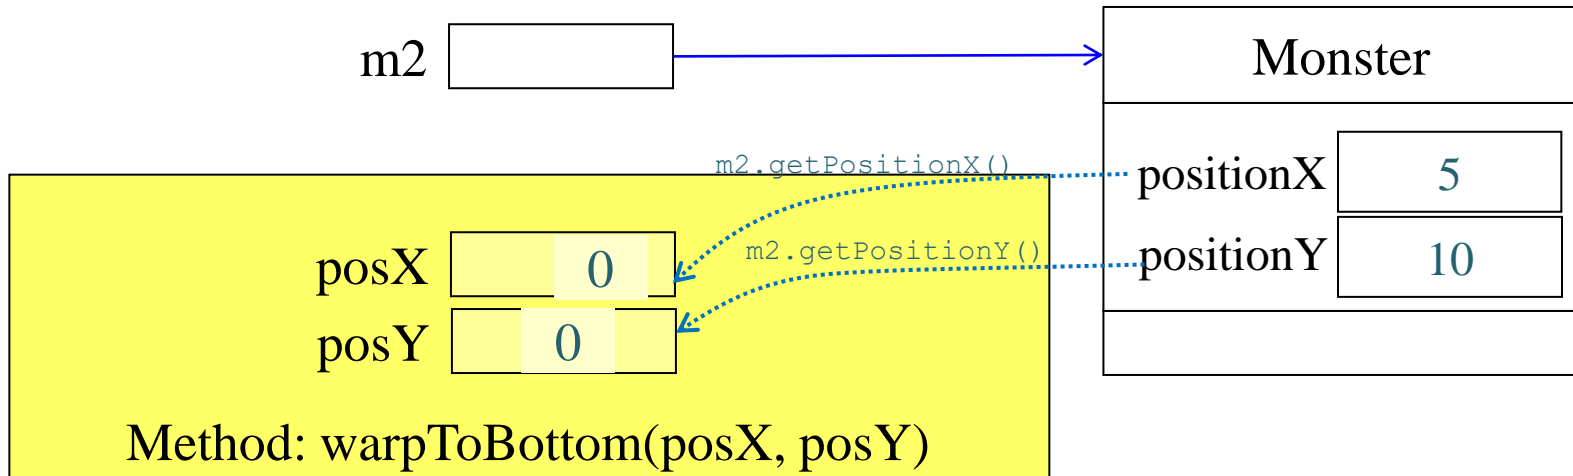 m2
Monster
m2.getPositionX()
positionX 5
posX 0
m2.getPositionY()
positionY 10
posY 0
Method: warpToBottom(posX, posY)